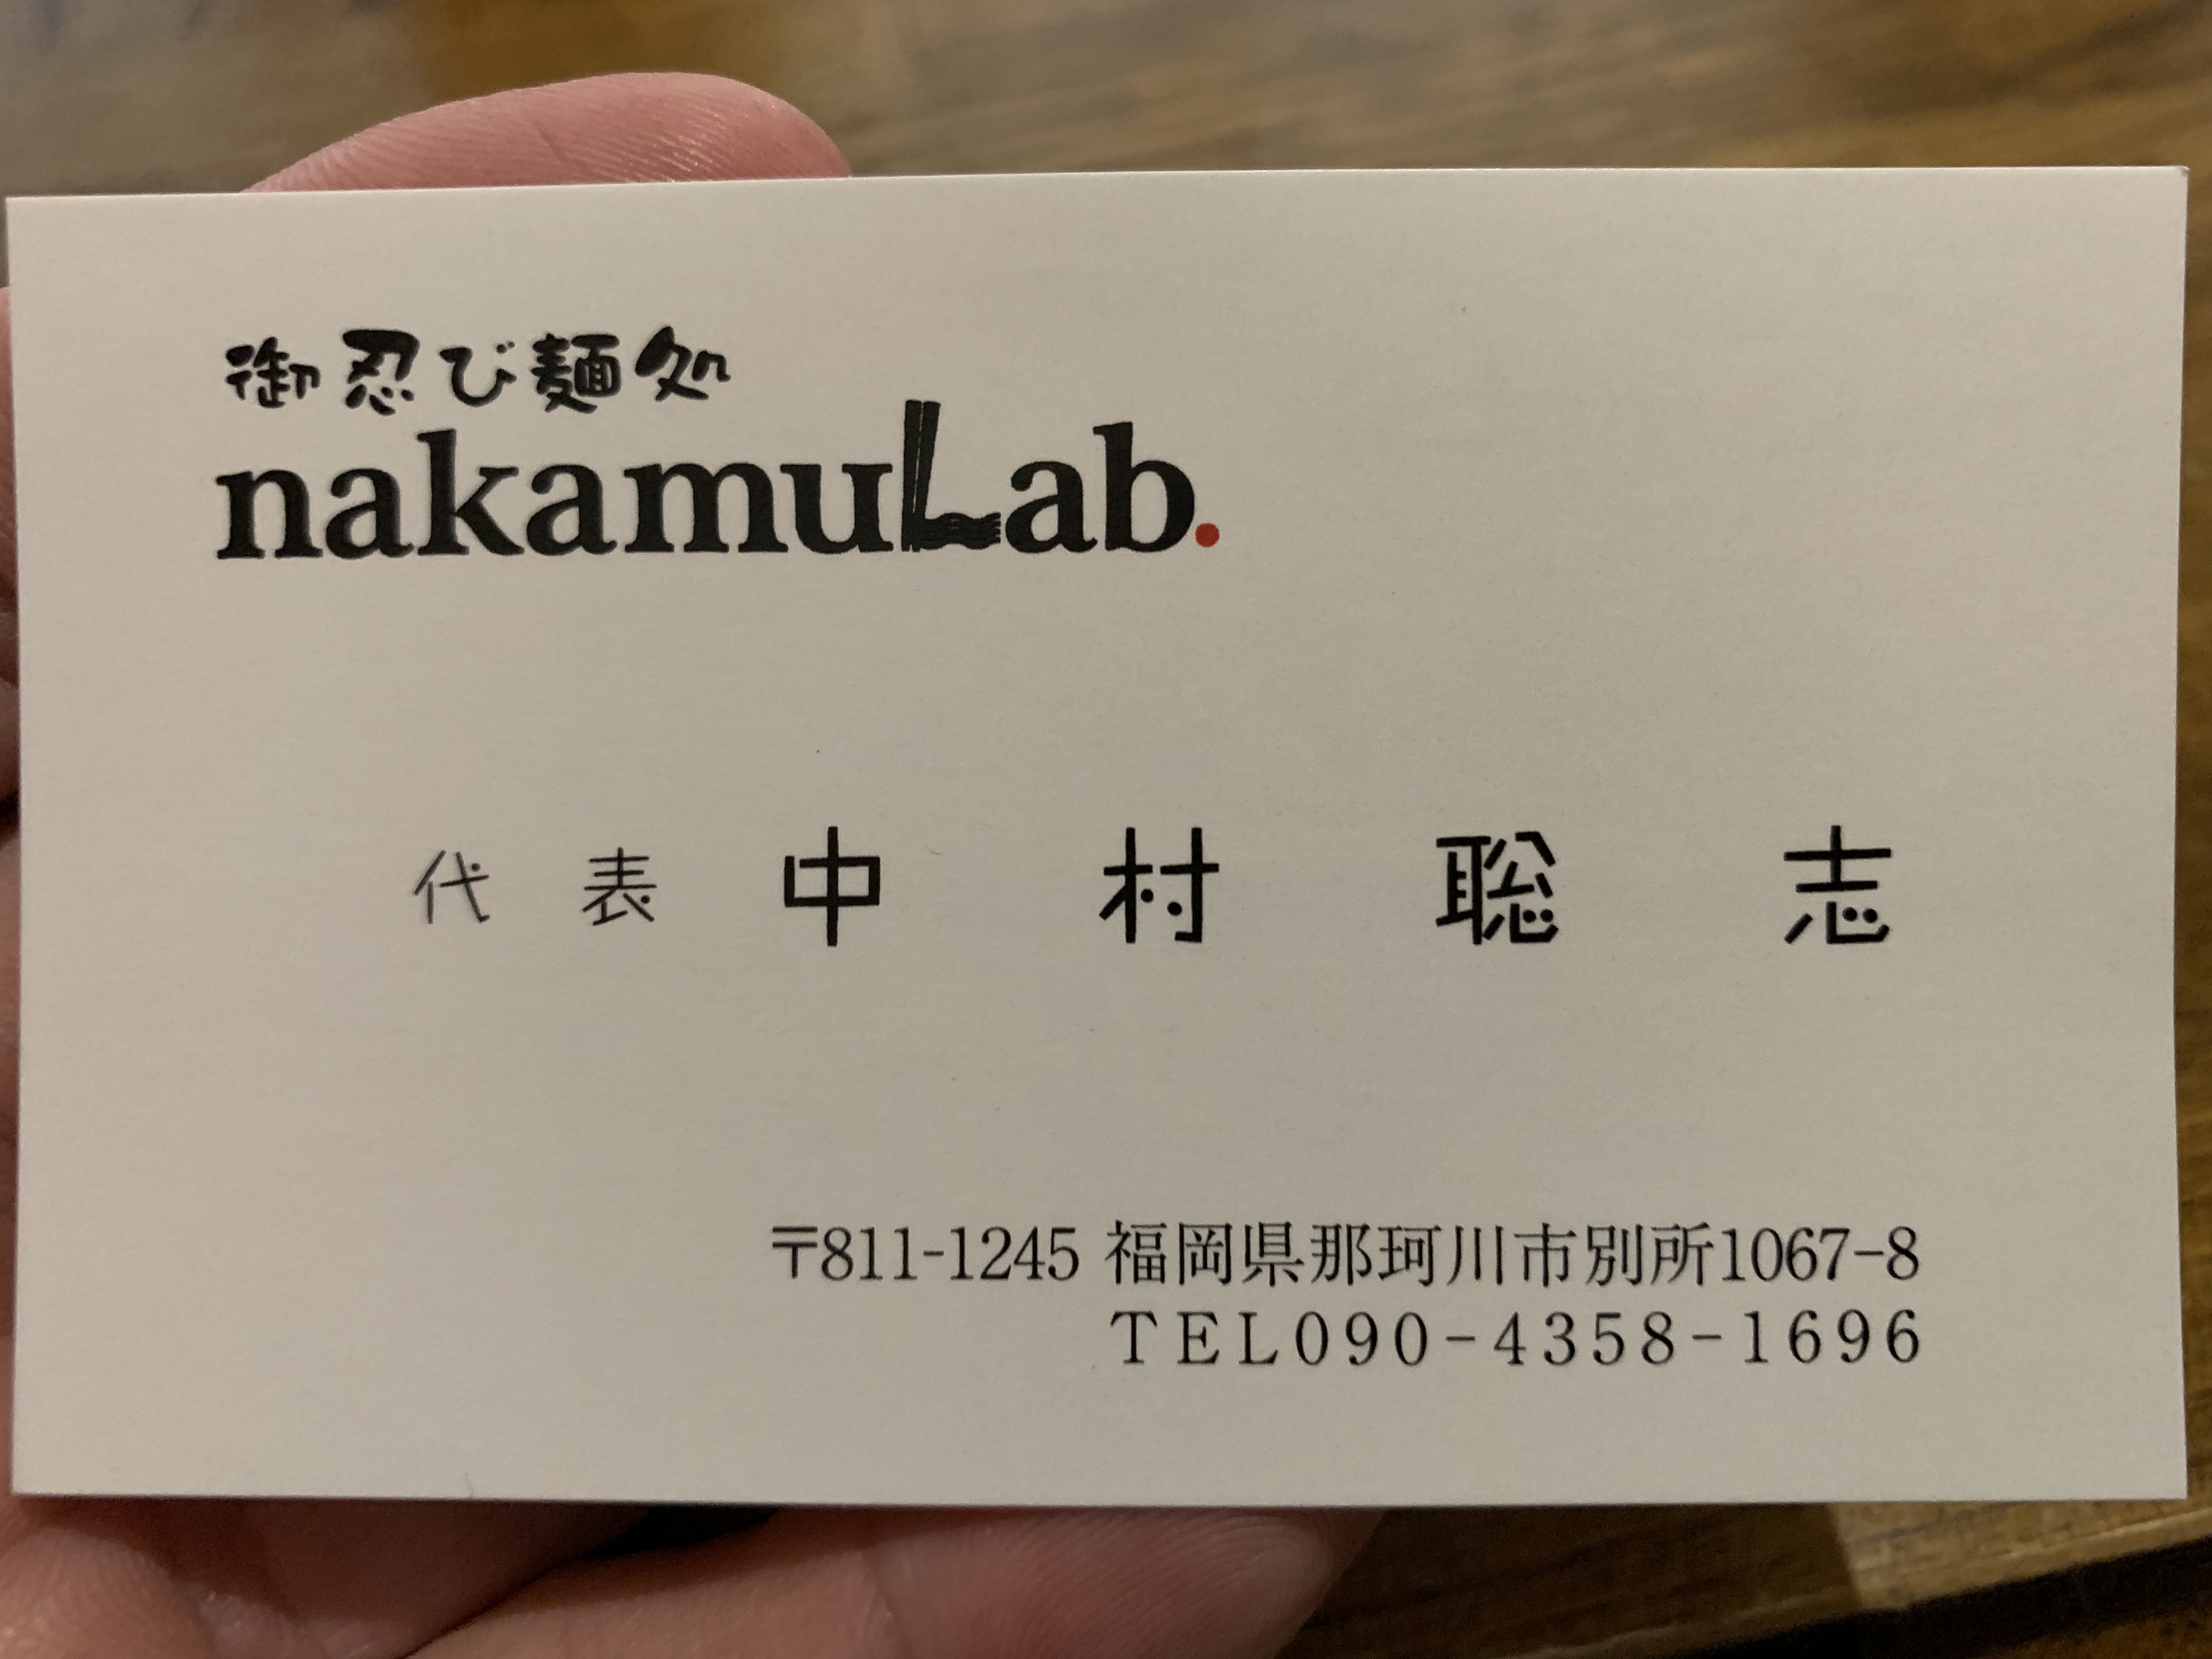 御忍び麺処
nakamuLab.
代表 中村聡志
〒811-1245 福岡県那珂川市別所1067-8
TEL090-4358-1696